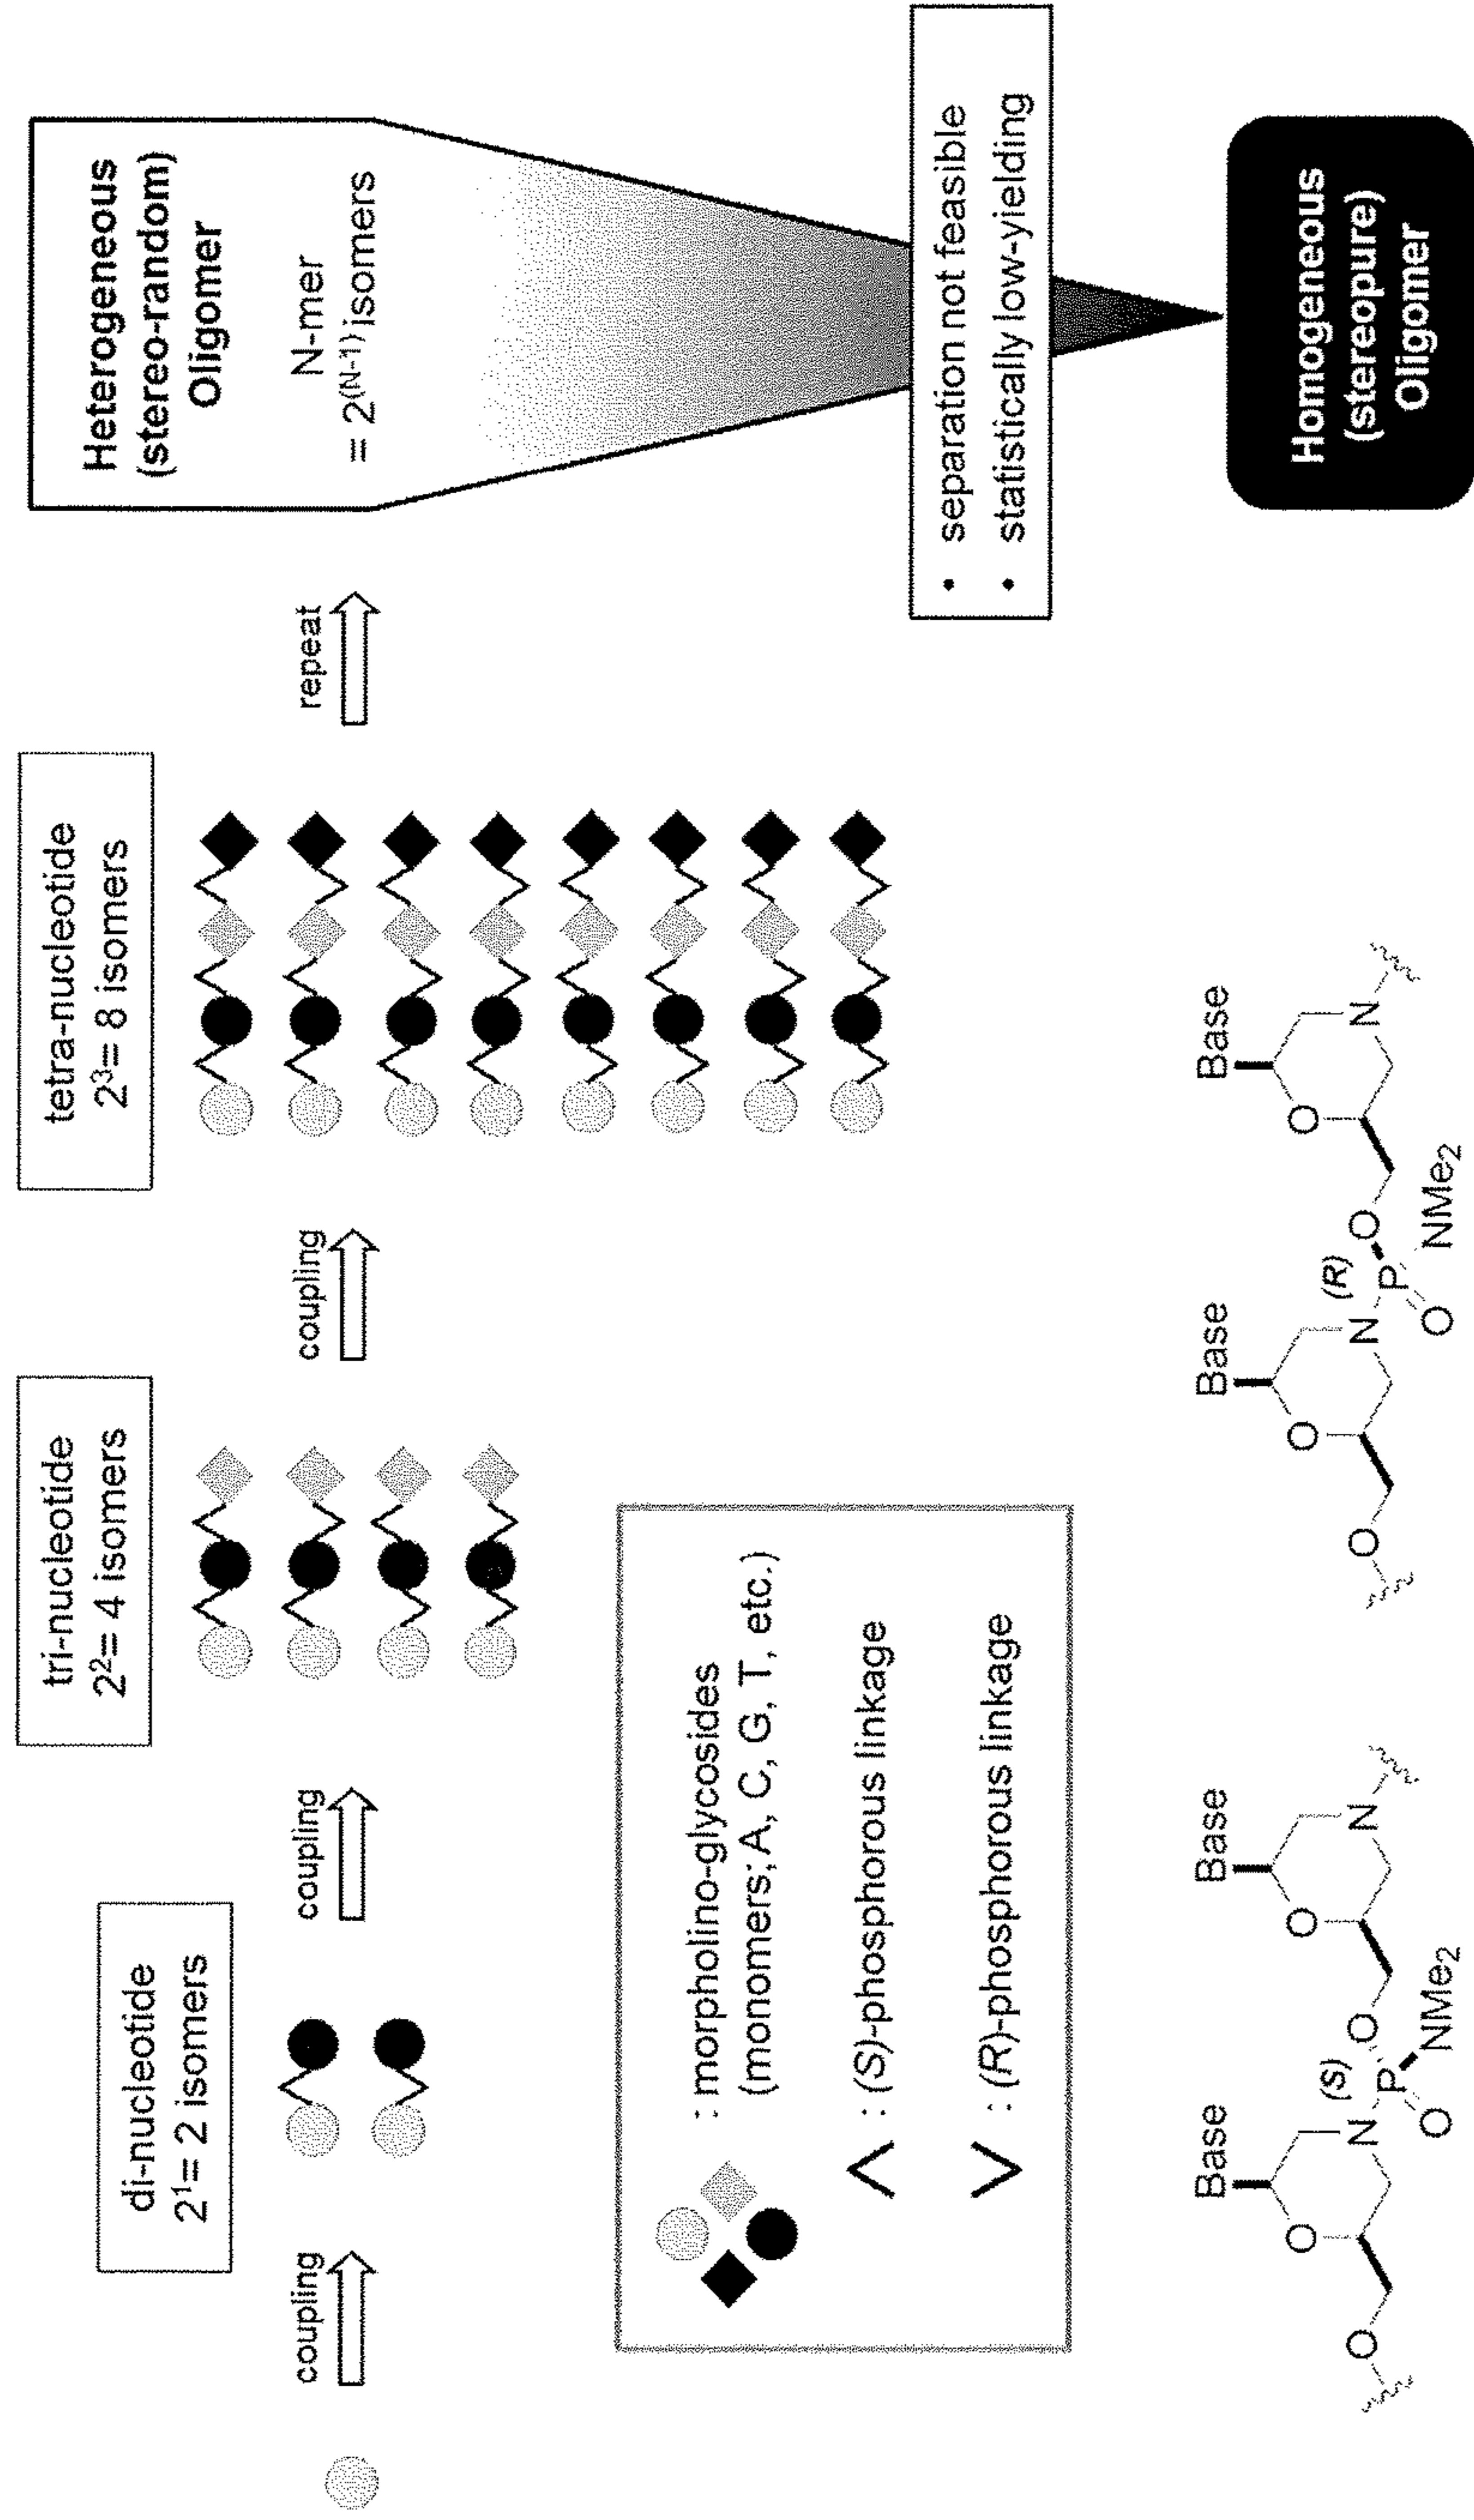 coupling
di-nucleotide
2¹= 2 isomers
coupling
tri-nucleotide
2²= 4 isomers
coupling
tetra-nucleotide
2³= 8 isomers
repeat
Heterogeneous
(stereo-random)
Oligomer
N-mer
= 2⁽ᴺ⁻¹⁾isomers
• separation not feasible
• statistically low-yielding
Homogeneous
(stereopure)
Oligomer
: morpholino-glycosides
(monomers; A, C, G, T, etc.)
: (S)-phosphorous linkage
: (R)-phosphorous linkage
Base
Base
O
O
O
N
(S)
O
N
P
O
NMe₂
Base
Base
O
O
O
N
(R)
O
N
P
O
NMe₂